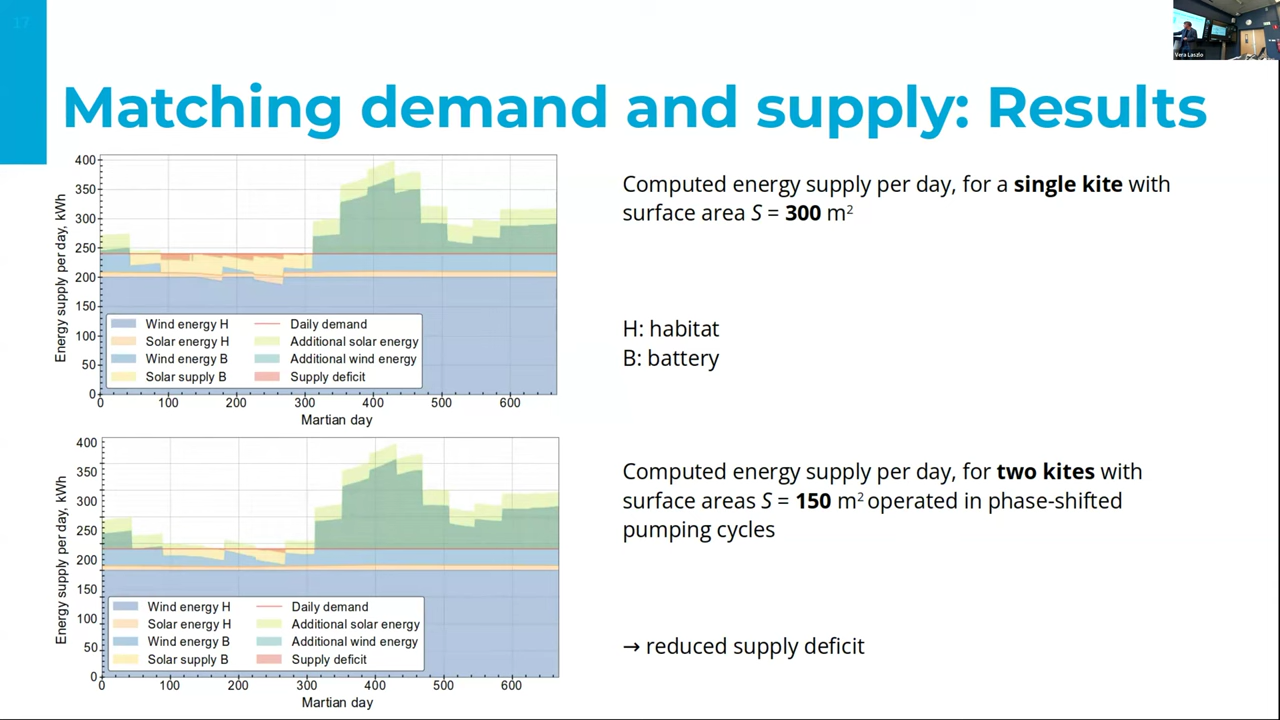 17
Vera Laszlo
Matching demand and supply: Results
400
350
300
250
200
150
100
50
0
Energy supply per day, kWh
Wind energy H
Solar energy H
Wind energy B
Solar supply B
Daily demand
Additional solar energy
Additional wind energy
Supply deficit
0 100 200 300 400 500 600
Martian day
Computed energy supply per day, for a single kite with
surface area S = 300 m²
H: habitat
B: battery
400
350
300
250
200
150
100
50
0
Energy supply per day, kWh
Wind energy H
Solar energy H
Wind energy B
Solar supply B
Daily demand
Additional solar energy
Additional wind energy
Supply deficit
0 100 200 300 400 500 600
Martian day
Computed energy supply per day, for two kites with
surface areas S = 150 m² operated in phase-shifted
pumping cycles
→ reduced supply deficit